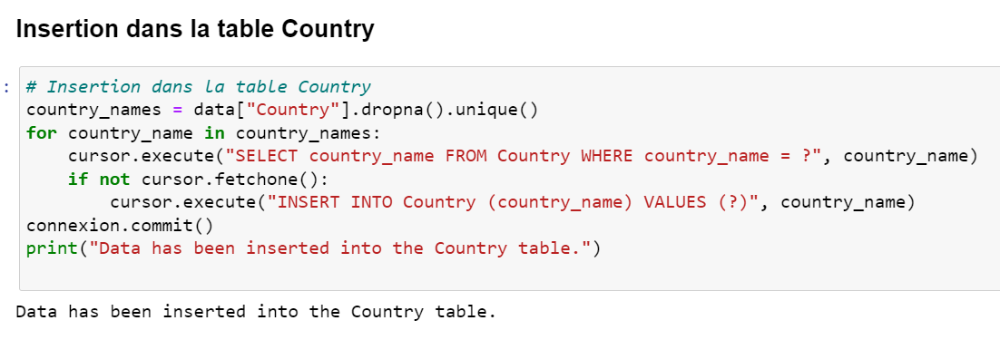 Insertion dans la table Country
: # Insertion dans la table Country
country_names = data["Country"].dropna().unique()
for country_name in country_names:
    cursor.execute("SELECT country_name FROM Country WHERE country_name = ?", country_name)
    if not cursor.fetchone():
        cursor.execute("INSERT INTO Country (country_name) VALUES (?)", country_name)
connexion.commit()
print("Data has been inserted into the Country table.")
Data has been inserted into the Country table.